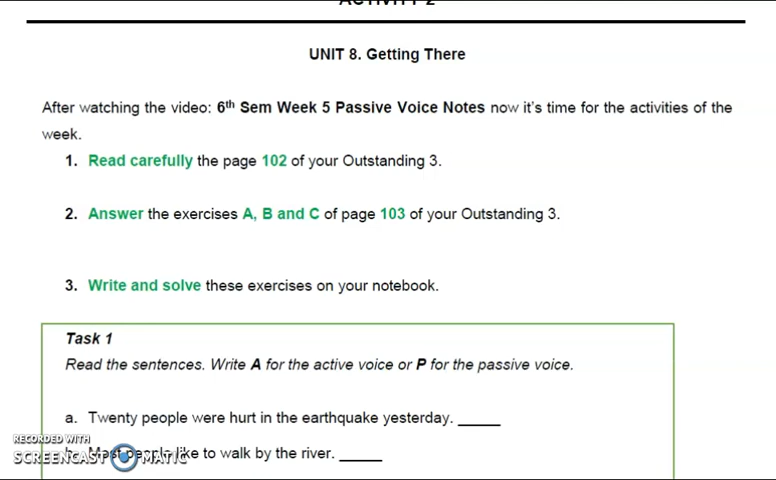 ACTIVITY 2
UNIT 8. Getting There
After watching the video: 6th Sem Week 5 Passive Voice Notes now it's time for the activities of the
week.
1. Read carefully the page 102 of your Outstanding 3.
2. Answer the exercises A, B and C of page 103 of your Outstanding 3.
3. Write and solve these exercises on your notebook.
Task 1
Read the sentences. Write A for the active voice or P for the passive voice.
a. Twenty people were hurt in the earthquake yesterday. _____
RECORDED WITH
b. Most people like to walk by the river. _____
SCREENCAST MATIC